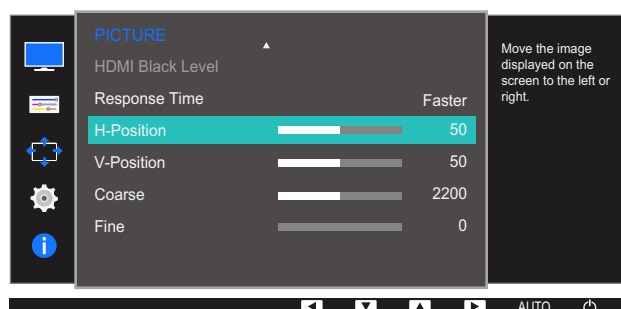 PICTURE
HDMI Black Level
Response Time Faster
H-Position 50
V-Position 50
Coarse 2200
Fine 0
Move the image
displayed on the
screen to the left or
right.
i
AUTO